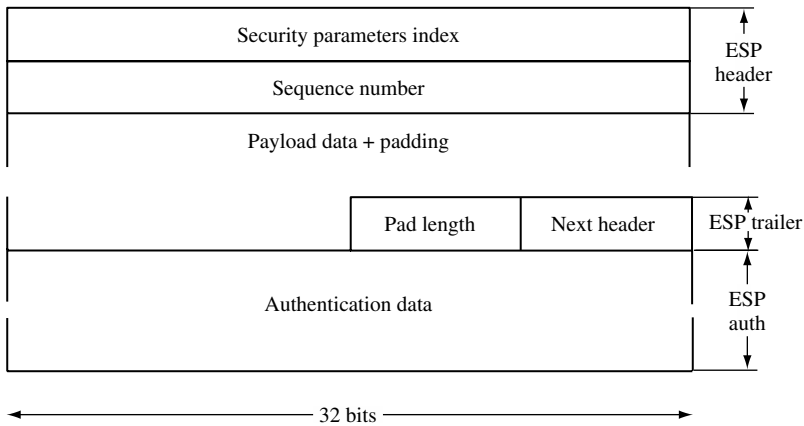 Security parameters index
ESP
header
Sequence number
Payload data + padding
Pad length
Next header
ESP trailer
Authentication data
ESP
auth
32 bits